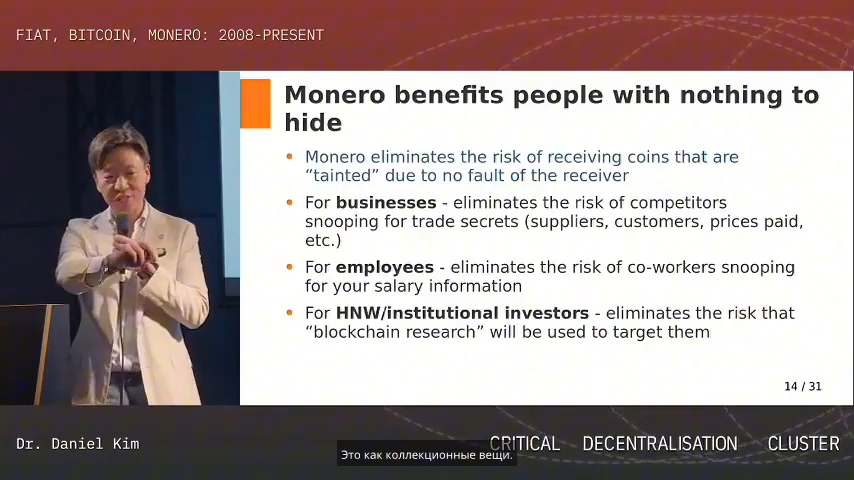 FIAT, BITCOIN, MONERO: 2008-PRESENT
Monero benefits people with nothing to
hide
• Monero eliminates the risk of receiving coins that are
“tainted” due to no fault of the receiver
• For businesses - eliminates the risk of competitors
snooping for trade secrets (suppliers, customers, prices paid,
etc.)
• For employees - eliminates the risk of co-workers snooping
for your salary information
• For HNW/institutional investors - eliminates the risk that
“blockchain research” will be used to target them
14 / 31
Dr. Daniel Kim
CRITICAL DECENTRALISATION CLUSTER
Это как коллекционные вещи.